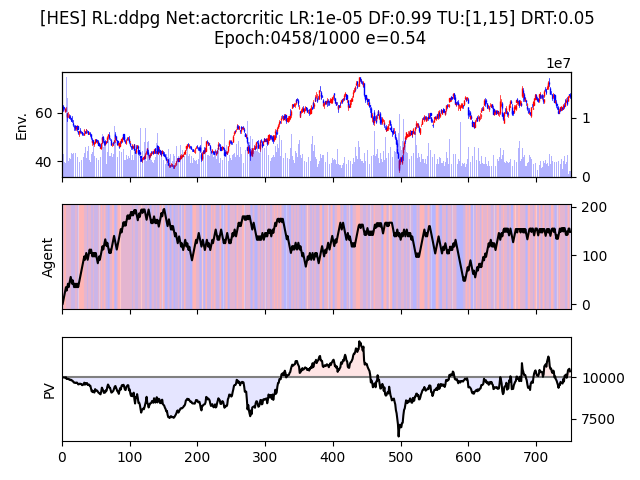 [HES] RL:ddpg Net:actorcritic LR:1e-05 DF:0.99 TU:[1,15] DRT:0.05
Epoch:0458/1000 e=0.54
1e7
Env.
60
40
1
0
Agent
200
100
0
PV
10000
7500
0 100 200 300 400 500 600 700